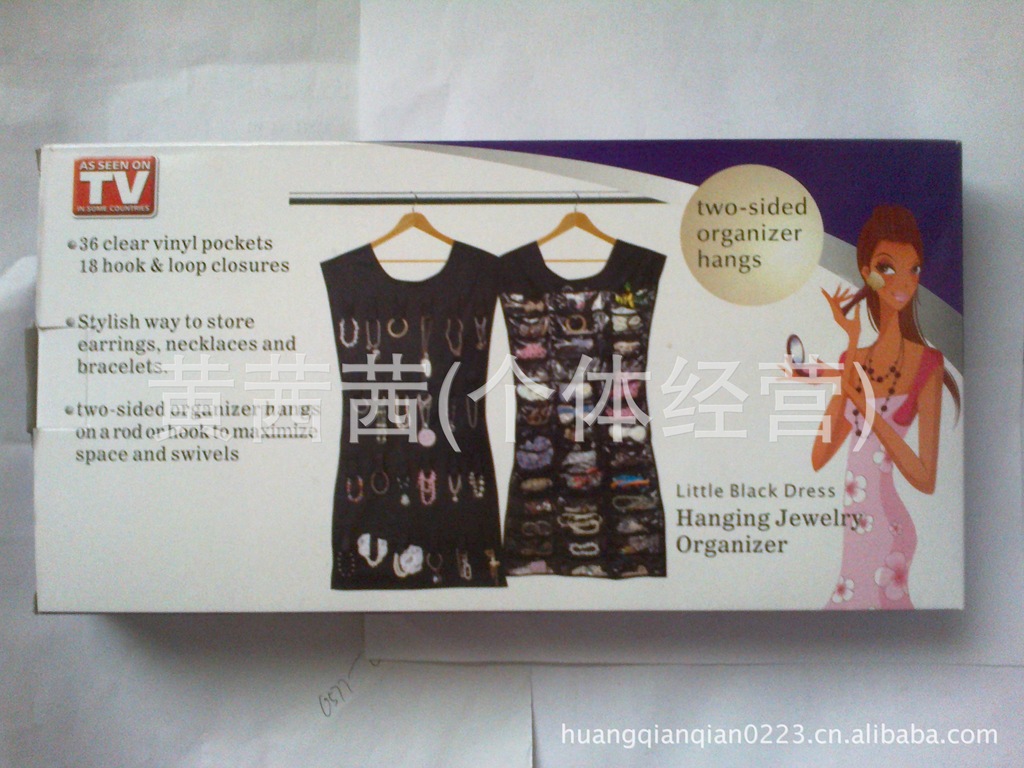 AS SEEN ON
TV
IN SOME COUNTRIES
36 clear vinyl pockets
18 hook & loop closures
Stylish way to store
earrings, necklaces and
bracelets.
two-sided organizer hangs
on a rod or hook to maximize
space and swivels
two-sided
organizer
hangs
黄茜茜(个体经营)
Little Black Dress
Hanging Jewelry
Organizer
0577
huangqianqian0223.cn.alibaba.com